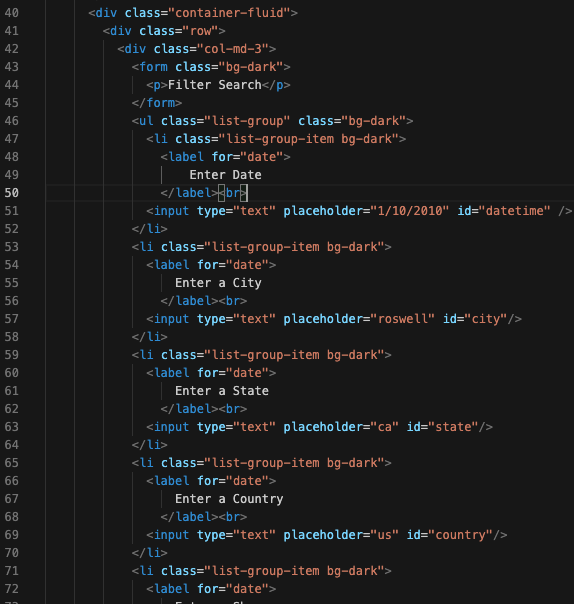 40 <div class="container-fluid">
41 <div class="row">
42 <div class="col-md-3">
43 <form class="bg-dark">
44 <p>Filter Search</p>
45 </form>
46 <ul class="list-group" class="bg-dark">
47 <li class="list-group-item bg-dark">
48 <label for="date">
49 Enter Date
50 </label><br>
51 <input type="text" placeholder="1/10/2010" id="datetime" />
52 </li>
53 <li class="list-group-item bg-dark">
54 <label for="date">
55 Enter a City
56 </label><br>
57 <input type="text" placeholder="roswell" id="city"/>
58 </li>
59 <li class="list-group-item bg-dark">
60 <label for="date">
61 Enter a State
62 </label><br>
63 <input type="text" placeholder="ca" id="state"/>
64 </li>
65 <li class="list-group-item bg-dark">
66 <label for="date">
67 Enter a Country
68 </label><br>
69 <input type="text" placeholder="us" id="country"/>
70 </li>
71 <li class="list-group-item bg-dark">
72 <label for="date">